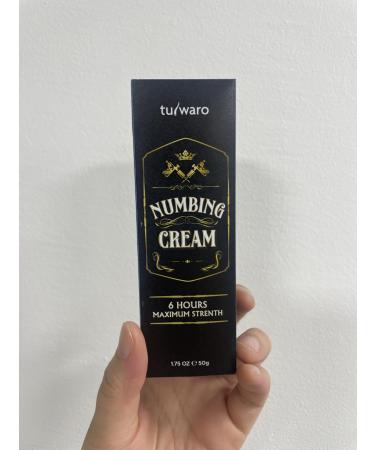 tu/waro
NUMBING
CREAM
6 HOURS
MAXIMUM STRENTH
1.75 OZ ℮ 50g